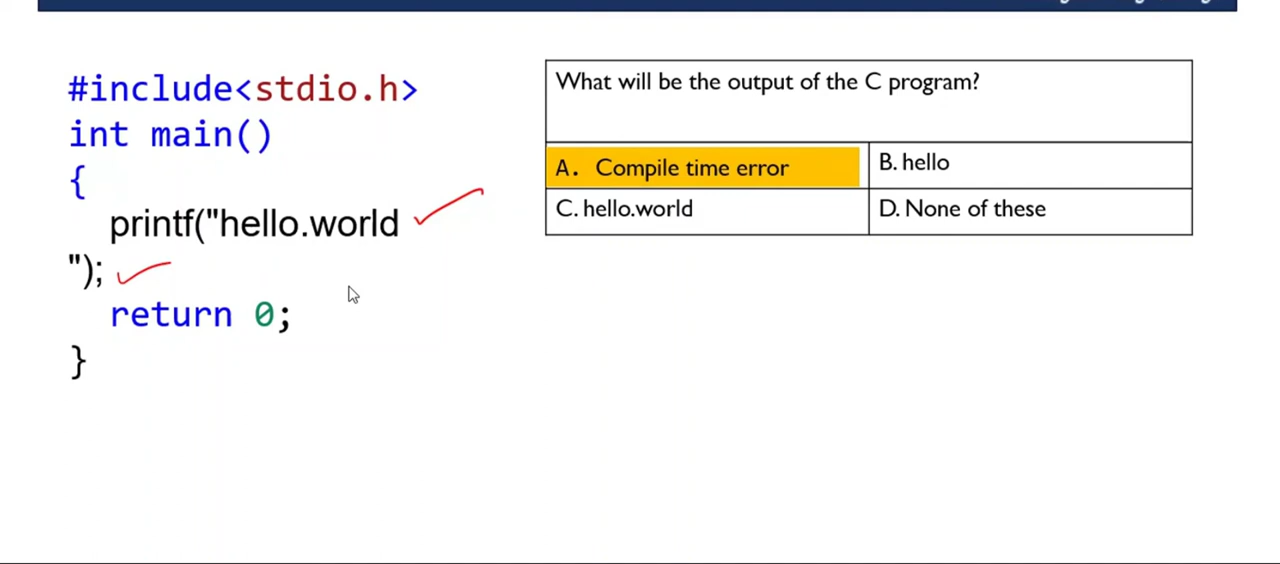 #include<stdio.h>
int main()
{
printf("hello.world
");
return 0;
}
What will be the output of the C program?
A. Compile time error
B. hello
C. hello.world
D. None of these